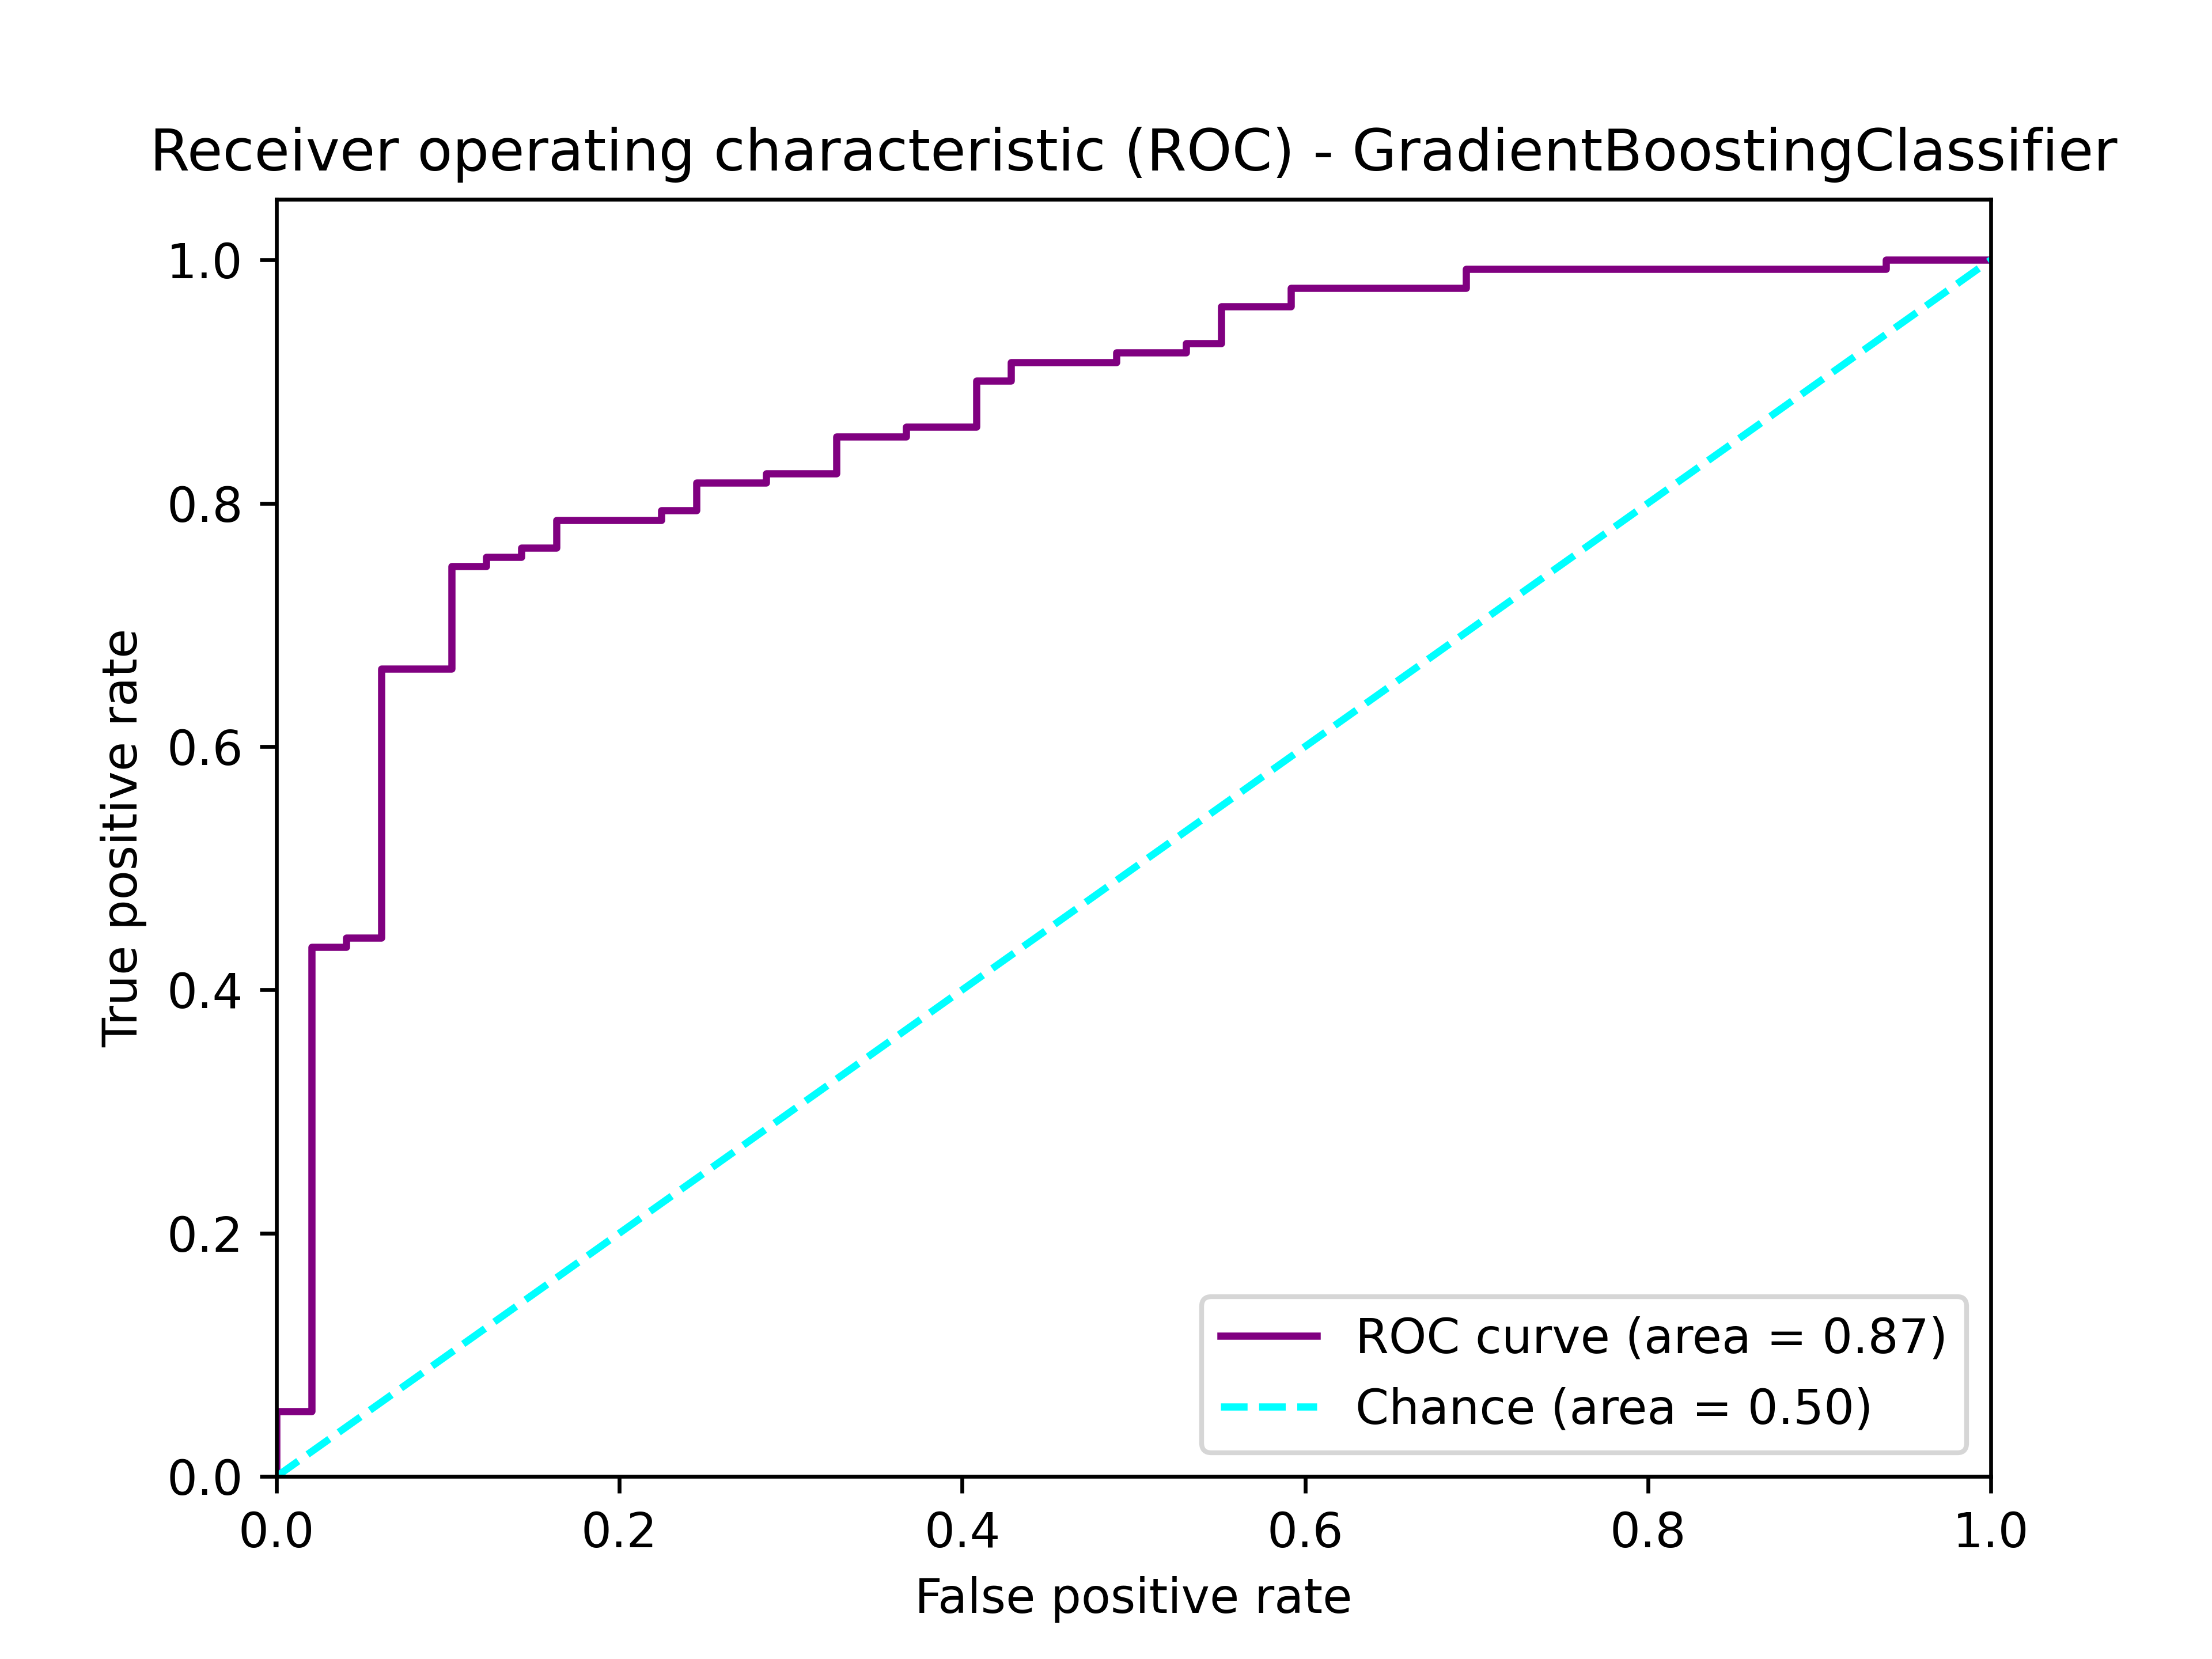 Receiver operating characteristic (ROC) - GradientBoostingClassifier
1.0
0.8
0.6
0.4
0.2
0.0
True positive rate
0.0 0.2 0.4 0.6 0.8 1.0
False positive rate
ROC curve (area = 0.87)
Chance (area = 0.50)